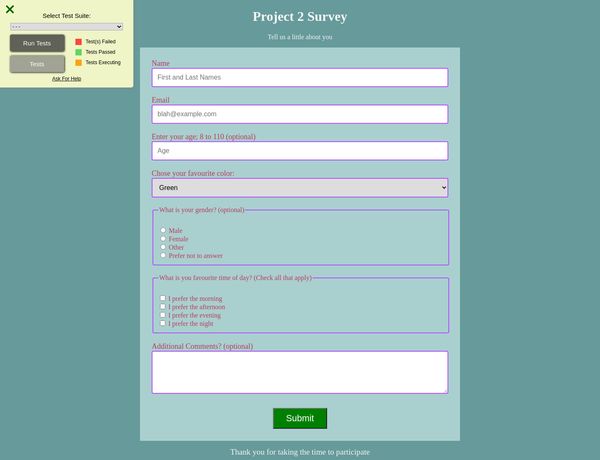 Select Test Suite:
- - -
Run Tests
Test(s) Failed
Tests Passed
Tests Executing
Tests
Ask For Help
Project 2 Survey
Tell us a little about you
Name
First and Last Names
Email
blah@example.com
Enter your age; 8 to 110 (optional)
Age
Chose your favourite color:
Green
What is your gender? (optional)
Male
Female
Other
Prefer not to answer
What is you favourite time of day? (Check all that apply)
I prefer the morning
I prefer the afternoon
I prefer the evening
I prefer the night
Additional Comments? (optional)
Submit
Thank you for taking the time to participate